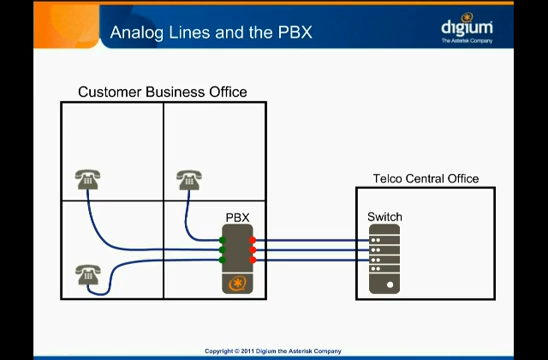 Analog Lines and the PBX
digium
The Asterisk Company
Customer Business Office
Telco Central Office
PBX
Switch
Copyright © 2011 Digium the Asterisk Company